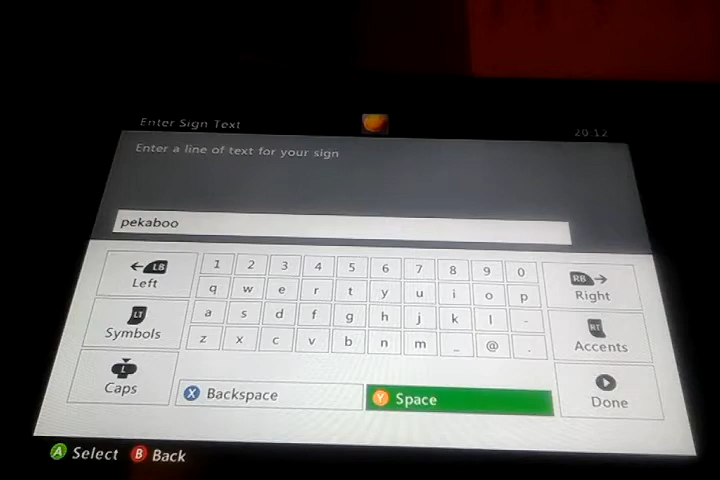 Enter Sign Text
20:12
Enter a line of text for your sign
pekaboo
LB
Left
1 2 3 4 5 6 7 8 9 0
RB
Right
q w e r t y u i o p
LT
Symbols
a s d f g h j k l -
RT
Accents
z x c v b n m _ @ .
L
Caps
X Backspace
Y Space
Done
A Select B Back